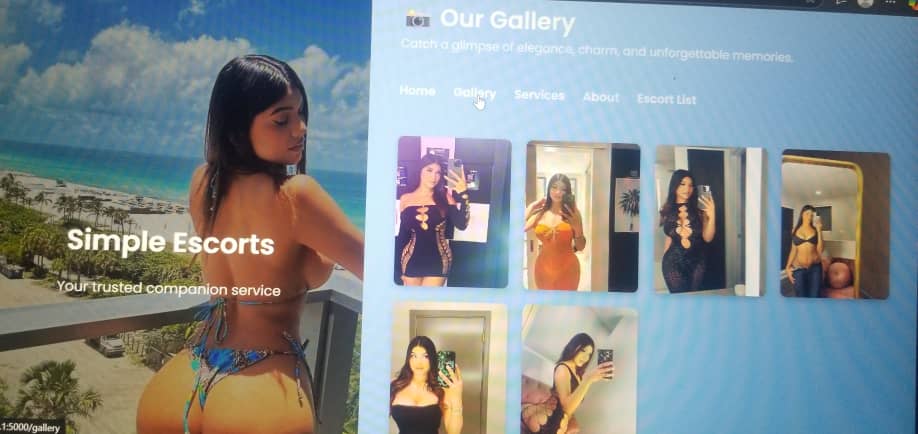 Our Gallery
Catch a glimpse of elegance, charm, and unforgettable memories.
Home Gallery Services About Escort List
Simple Escorts
Your trusted companion service
.1:5000/gallery